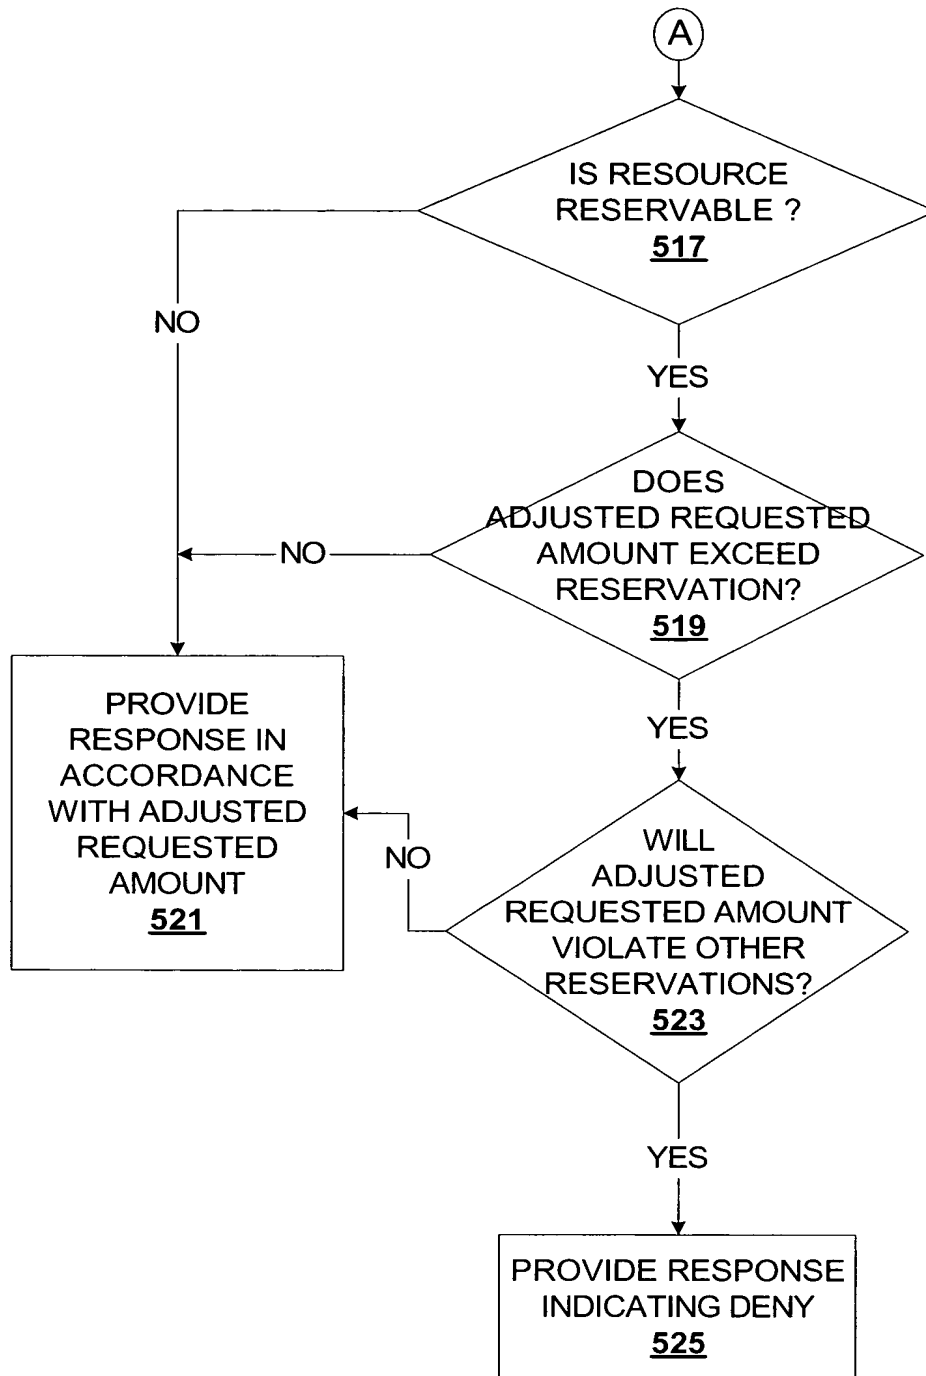 A
IS RESOURCE
RESERVABLE ?
517
NO
YES
DOES
ADJUSTED REQUESTED
AMOUNT EXCEED
RESERVATION?
519
NO
YES
PROVIDE
RESPONSE IN
ACCORDANCE
WITH ADJUSTED
REQUESTED
AMOUNT
521
WILL
ADJUSTED
REQUESTED AMOUNT
VIOLATE OTHER
RESERVATIONS?
523
NO
YES
PROVIDE RESPONSE
INDICATING DENY
525